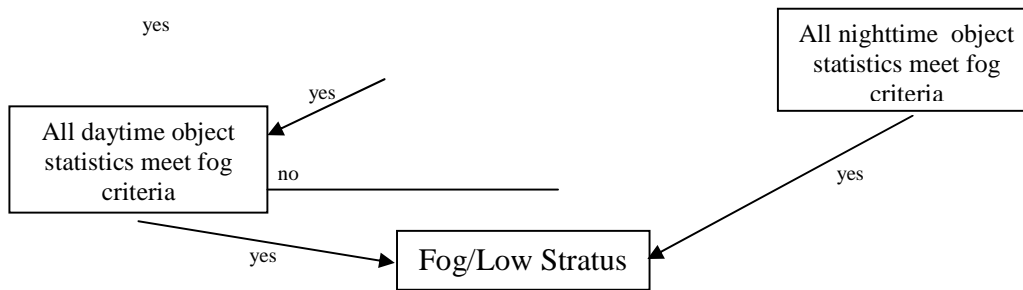 yes
All nighttime object
statistics meet fog
criteria
yes
All daytime object
statistics meet fog
criteria
no
yes
yes
Fog/Low Stratus